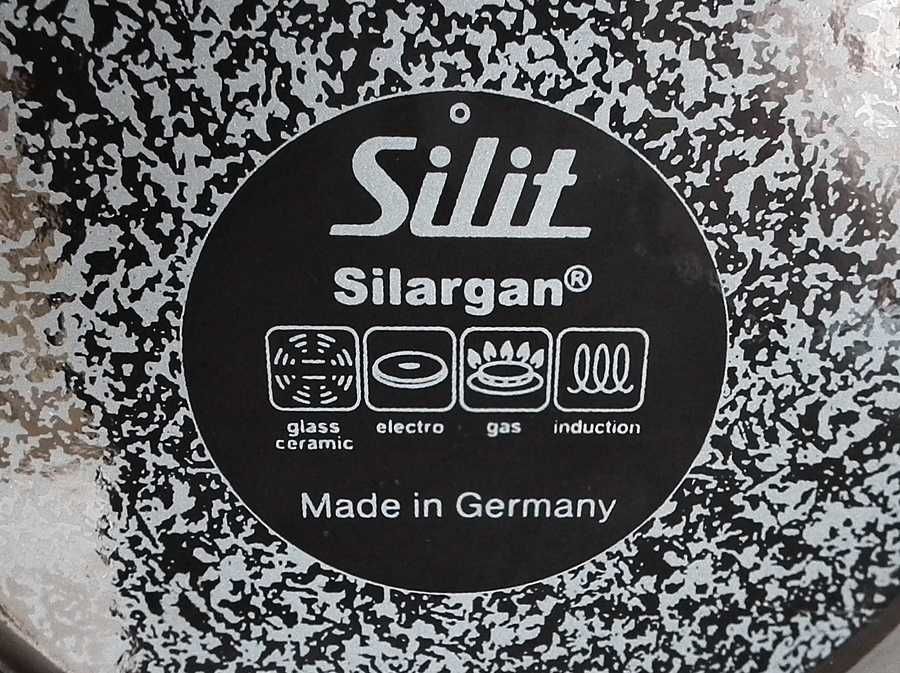 Silit
Silargan®
glass
ceramic
electro
gas
induction
Made in Germany